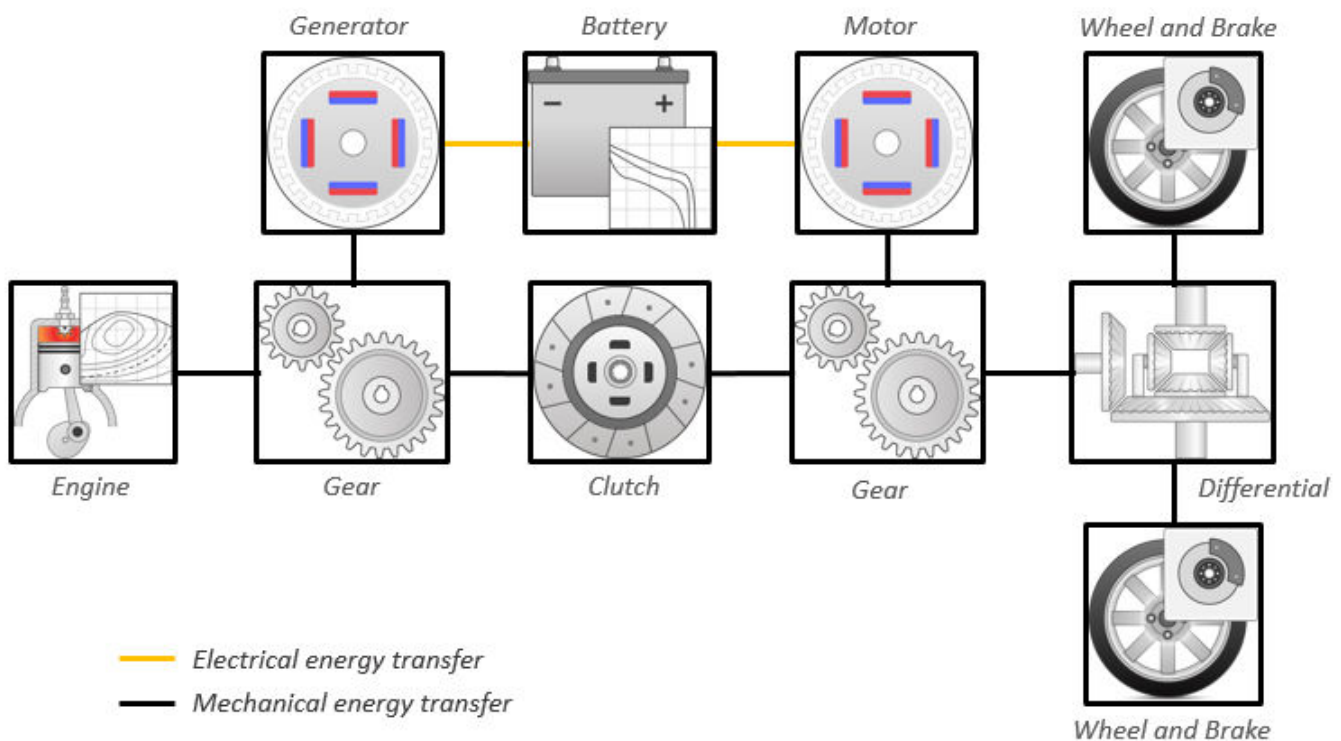 Generator
Battery
Motor
Wheel and Brake
− +
Engine
Gear
Clutch
Gear
Differential
Electrical energy transfer
Mechanical energy transfer
Wheel and Brake